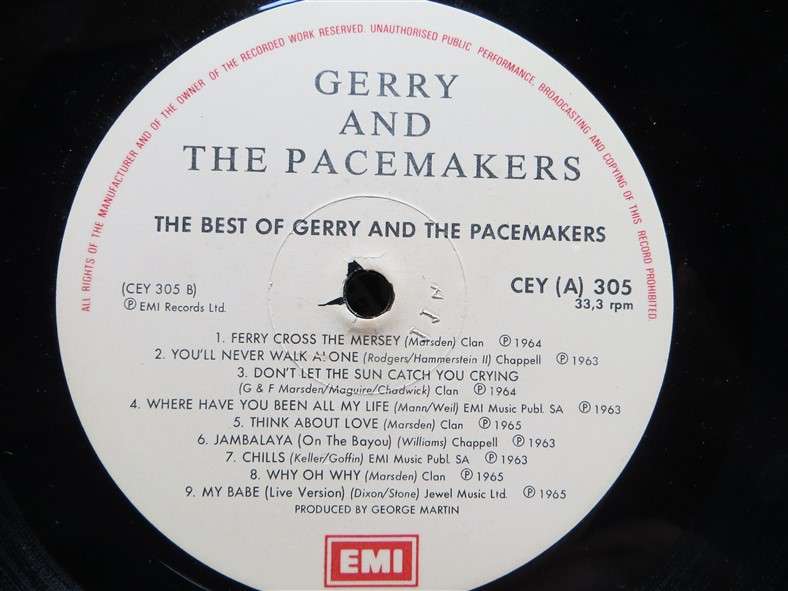 ALL RIGHTS OF THE MANUFACTURER AND OF THE OWNER OF THE RECORDED WORK RESERVED. UNAUTHORISED PUBLIC PERFORMANCE, BROADCASTING AND COPYING OF THIS RECORD PROHIBITED.
GERRY
AND
THE PACEMAKERS
THE BEST OF GERRY AND THE PACEMAKERS
(CEY 305 B)
℗ EMI Records Ltd.
CEY (A) 305
33,3 rpm
1. FERRY CROSS THE MERSEY (Marsden) Clan ℗ 1964
2. YOU'LL NEVER WALK ALONE (Rodgers/Hammerstein II) Chappell ℗ 1963
3. DON'T LET THE SUN CATCH YOU CRYING
(G & F Marsden/Maguire/Chadwick) Clan ℗ 1964
4. WHERE HAVE YOU BEEN ALL MY LIFE (Mann/Weil) EMI Music Publ. SA ℗ 1963
5. THINK ABOUT LOVE (Marsden) Clan ℗ 1965
6. JAMBALAYA (On The Bayou) (Williams) Chappell ℗ 1963
7. CHILLS (Keller/Goffin) EMI Music Publ. SA ℗ 1963
8. WHY OH WHY (Marsden) Clan ℗ 1965
9. MY BABE (Live Version) (Dixon/Stone) Jewel Music Ltd. ℗ 1965
PRODUCED BY GEORGE MARTIN
EMI